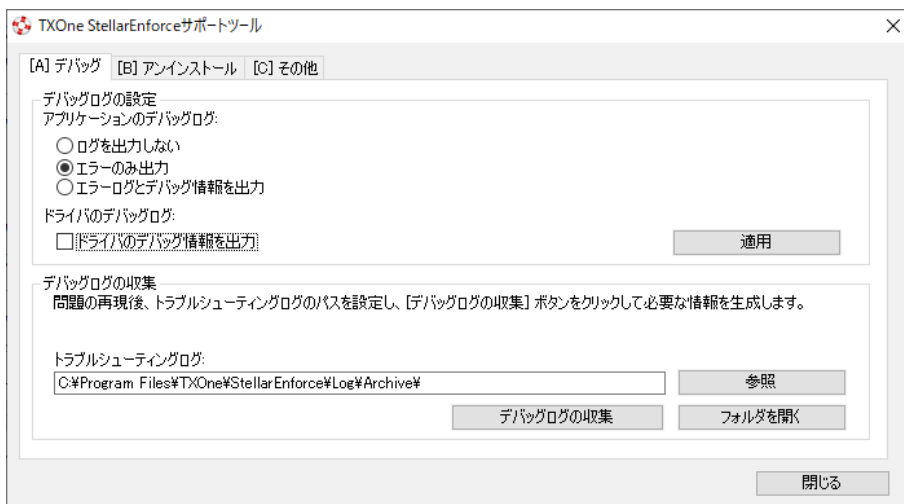 TXOne StellarEnforceサポートツール
[A] デバッグ [B] アンインストール [C] その他
デバッグログの設定
アプリケーションのデバッグログ:
ログを出力しない
エラーのみ出力
エラーログとデバッグ情報を出力
ドライバのデバッグログ:
ドライバのデバッグ情報を出力
適用
デバッグログの収集
問題の再現後、トラブルシューティングログのパスを設定し、[デバッグログの収集] ボタンをクリックして必要な情報を生成します。
トラブルシューティングログ:
C:¥Program Files¥TXOne¥StellarEnforce¥Log¥Archive¥
参照
デバッグログの収集
フォルダを開く
閉じる